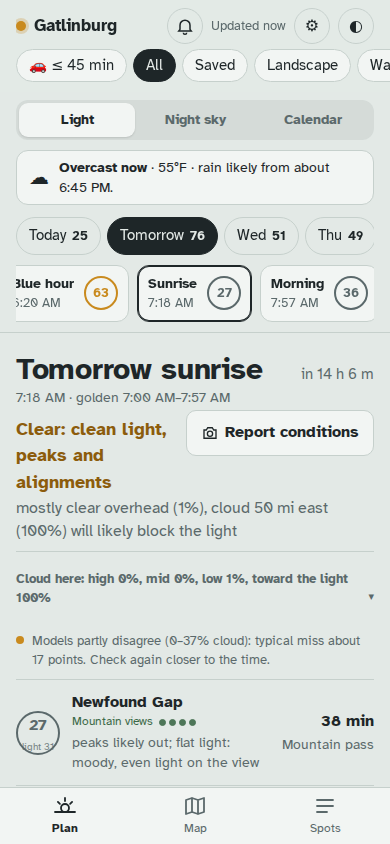 Gatlinburg
Updated now
🚗 ≤ 45 min
All
Saved
Landscape
Wa
Light
Night sky
Calendar
Overcast now · 55°F · rain likely from about
6:45 PM.
Today 25
Tomorrow 76
Wed 51
Thu 49
Blue hour
6:20 AM
63
Sunrise
7:18 AM
27
Morning
7:57 AM
36
Tomorrow sunrise
in 14 h 6 m
7:18 AM · golden 7:00 AM–7:57 AM
Clear: clean light,
peaks and
alignments
Report conditions
mostly clear overhead (1%), cloud 50 mi east
(100%) will likely block the light
Cloud here: high 0%, mid 0%, low 1%, toward the light
100%
Models partly disagree (0–37% cloud): typical miss about
17 points. Check again closer to the time.
27
light 31
Newfound Gap
Mountain views
peaks likely out; flat light:
moody, even light on the view
38 min
Mountain pass
Plan
Map
Spots